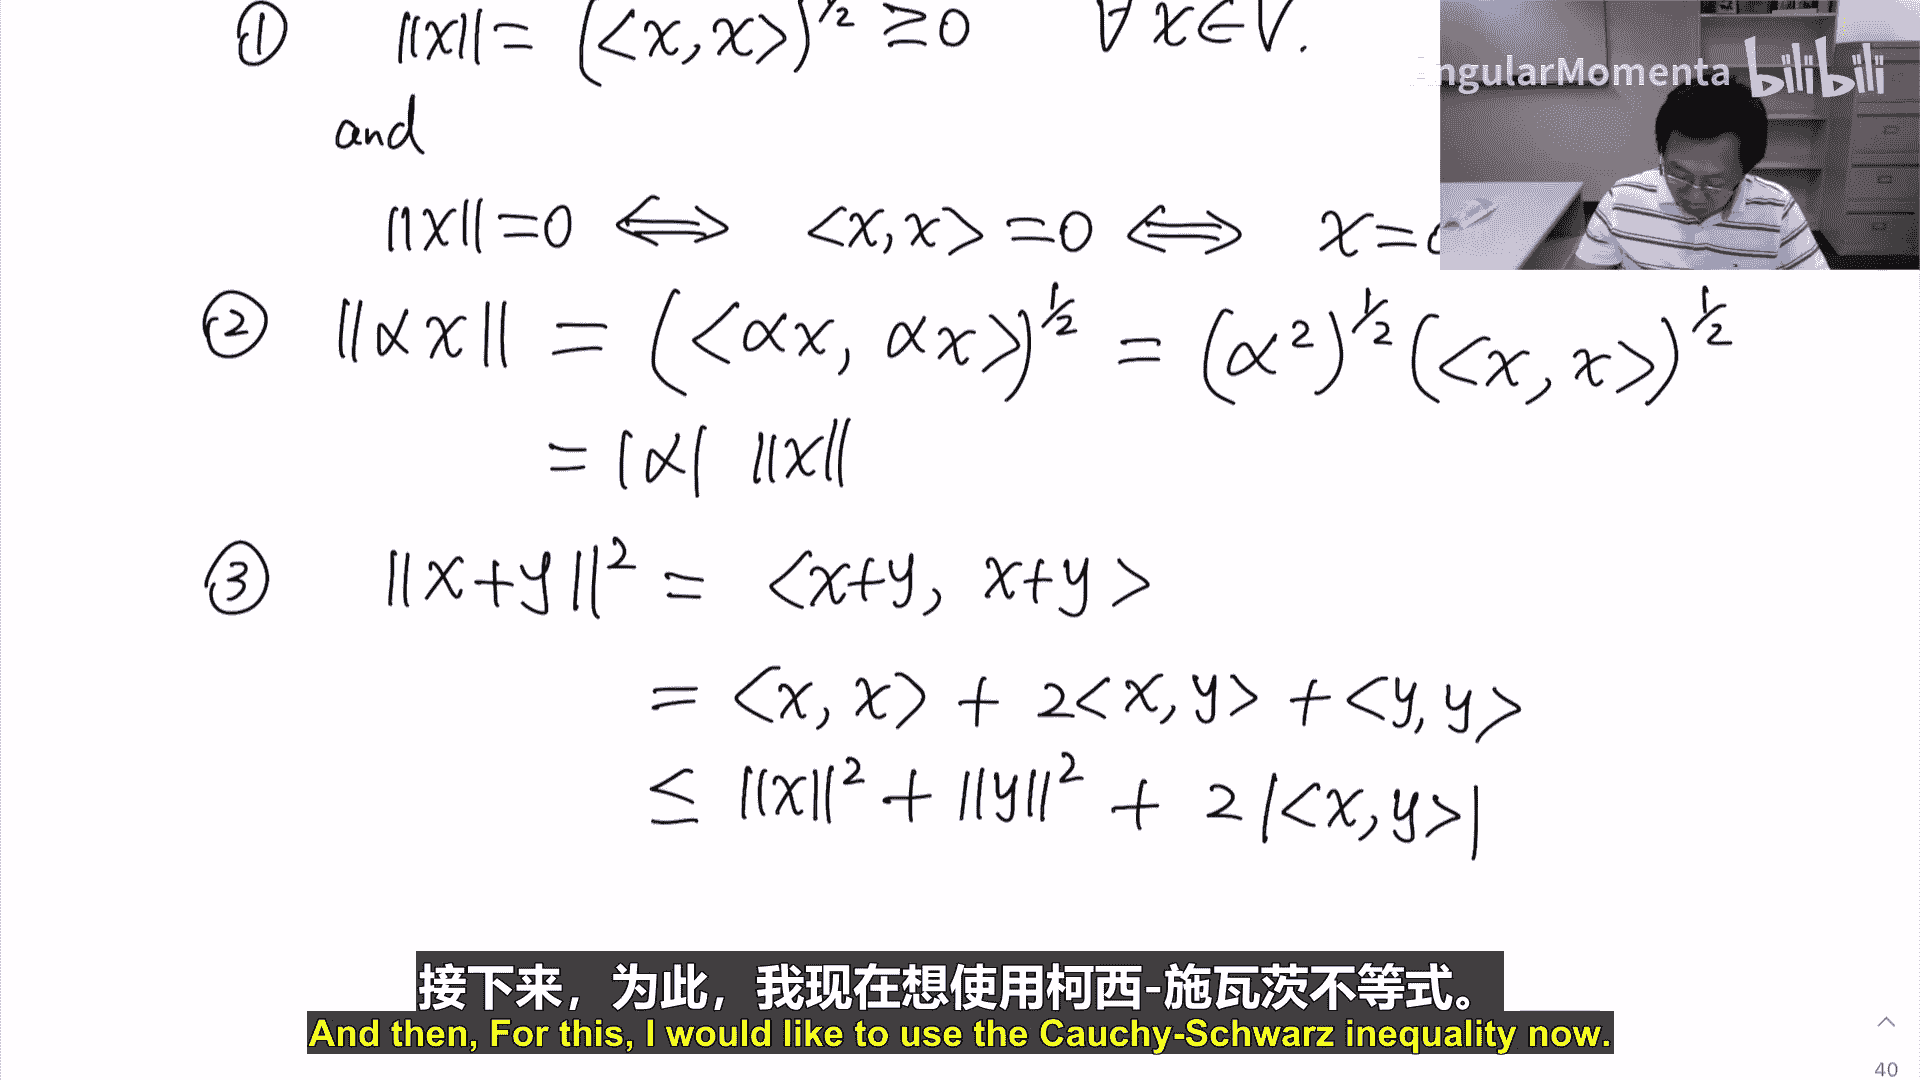 ① ||x|| = (<x, x>)^1/2 ≥ 0 ∀ x ∈ V.
ngularMomenta bilibili
and
||x|| = 0 ⟺ <x, x> = 0 ⟺ x = 0
② ||αx|| = (<αx, αx>)^1/2 = (α²)^1/2 (<x, x>)^1/2
= |α| ||x||
③ ||x+y||² = <x+y, x+y>
= <x, x> + 2<x, y> + <y, y>
≤ ||x||² + ||y||² + 2|<x, y>|
接下来，为此，我现在想使用柯西-施瓦茨不等式。
And then, For this, I would like to use the Cauchy-Schwarz inequality now.
40